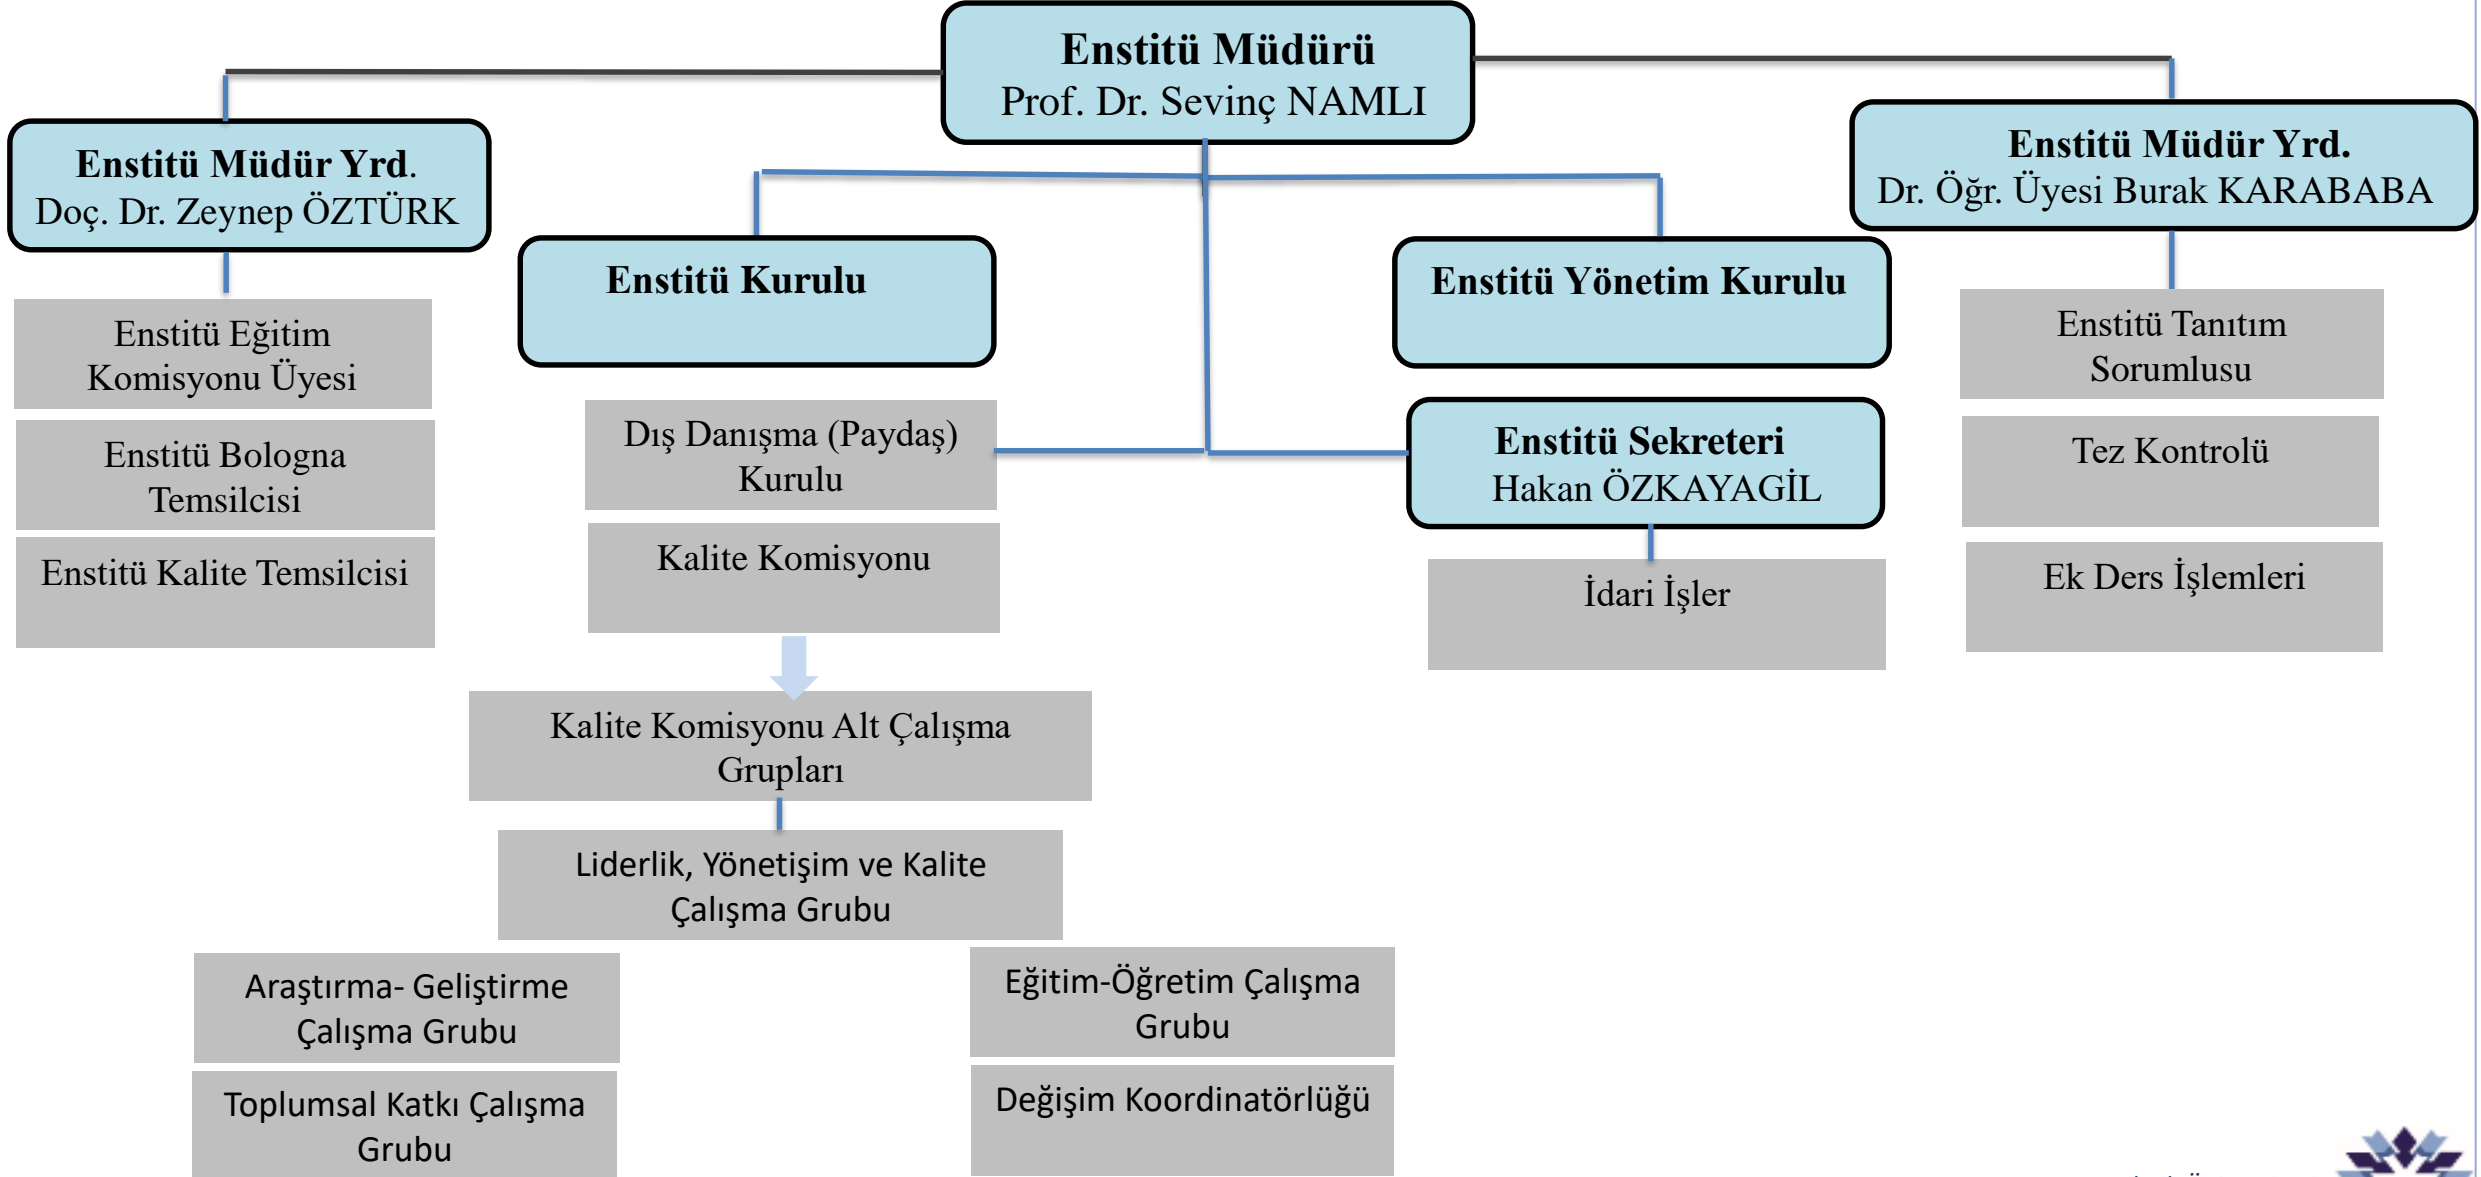 Enstitü Müdürü
Prof. Dr. Sevinç NAMLI
Enstitü Müdür Yrd.
Doç. Dr. Zeynep ÖZTÜRK
Enstitü Müdür Yrd.
Dr. Öğr. Üyesi Burak KARABABA
Enstitü Kurulu
Enstitü Yönetim Kurulu
Enstitü Eğitim
Komisyonu Üyesi
Enstitü Bologna
Temsilcisi
Enstitü Kalite Temsilcisi
Dış Danışma (Paydaş)
Kurulu
Kalite Komisyonu
Enstitü Sekreteri
Hakan ÖZKAYAGİL
İdari İşler
Enstitü Tanıtım
Sorumlusu
Tez Kontrolü
Ek Ders İşlemleri
Kalite Komisyonu Alt Çalışma
Grupları
Liderlik, Yönetişim ve Kalite
Çalışma Grubu
Araştırma- Geliştirme
Çalışma Grubu
Eğitim-Öğretim Çalışma
Grubu
Toplumsal Katkı Çalışma
Grubu
Değişim Koordinatörlüğü